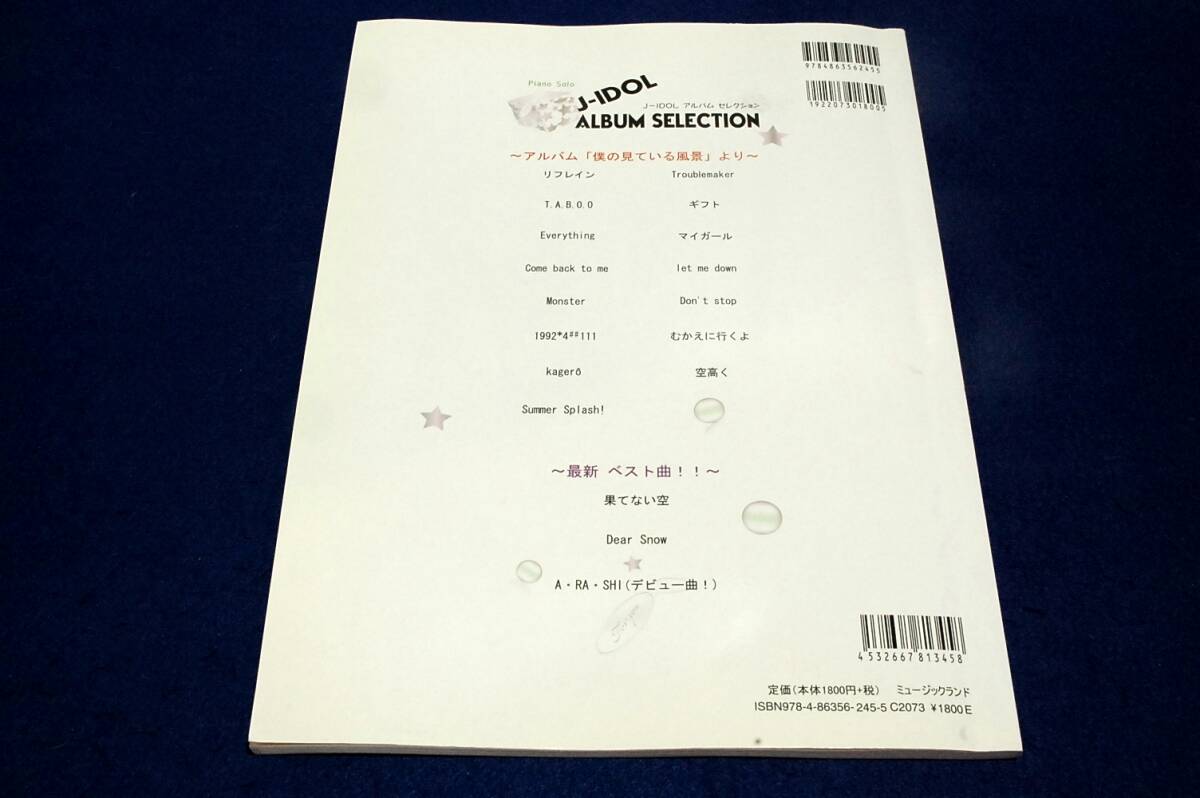 9784863562455
1922073018005
Piano Solo
J-IDOL
J-IDOL アルバム セレクション
ALBUM SELECTION
～アルバム「僕の見ている風景」より～
リフレイン Troublemaker
T.A.B.O.O ギフト
Everything マイガール
Come back to me let me down
Monster Don't stop
1992*4##111 むかえに行くよ
kagerō 空高く
Summer Splash!
～最新 ベスト曲！！～
果てない空
Dear Snow
A・RA・SHI(デビュー曲！)
4532667813458
定価(本体1800円+税) ミュージックランド
ISBN978-4-86356-245-5 C2073 ¥1800E